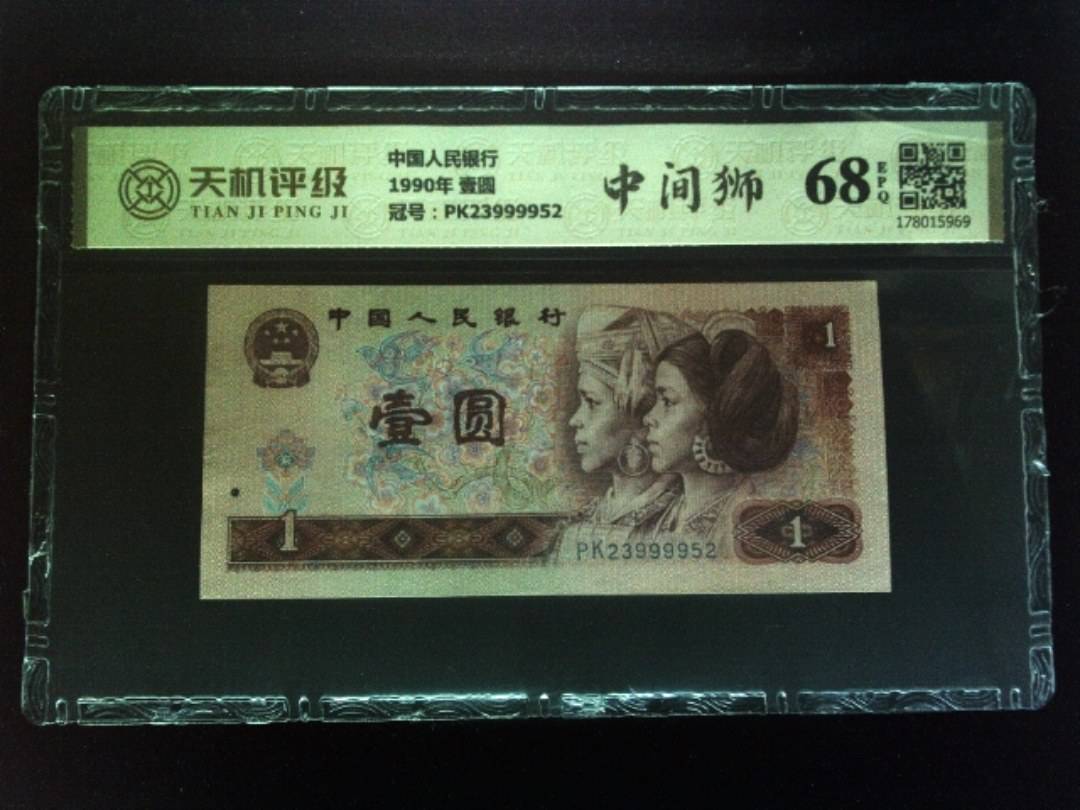 天机评级
TIAN JI PING JI
中国人民银行
1990年 壹圆
冠号：PK23999952
中间狮
68
EPQ
178015969
中国人民银行
1
壹圆
1
PK23999952
1